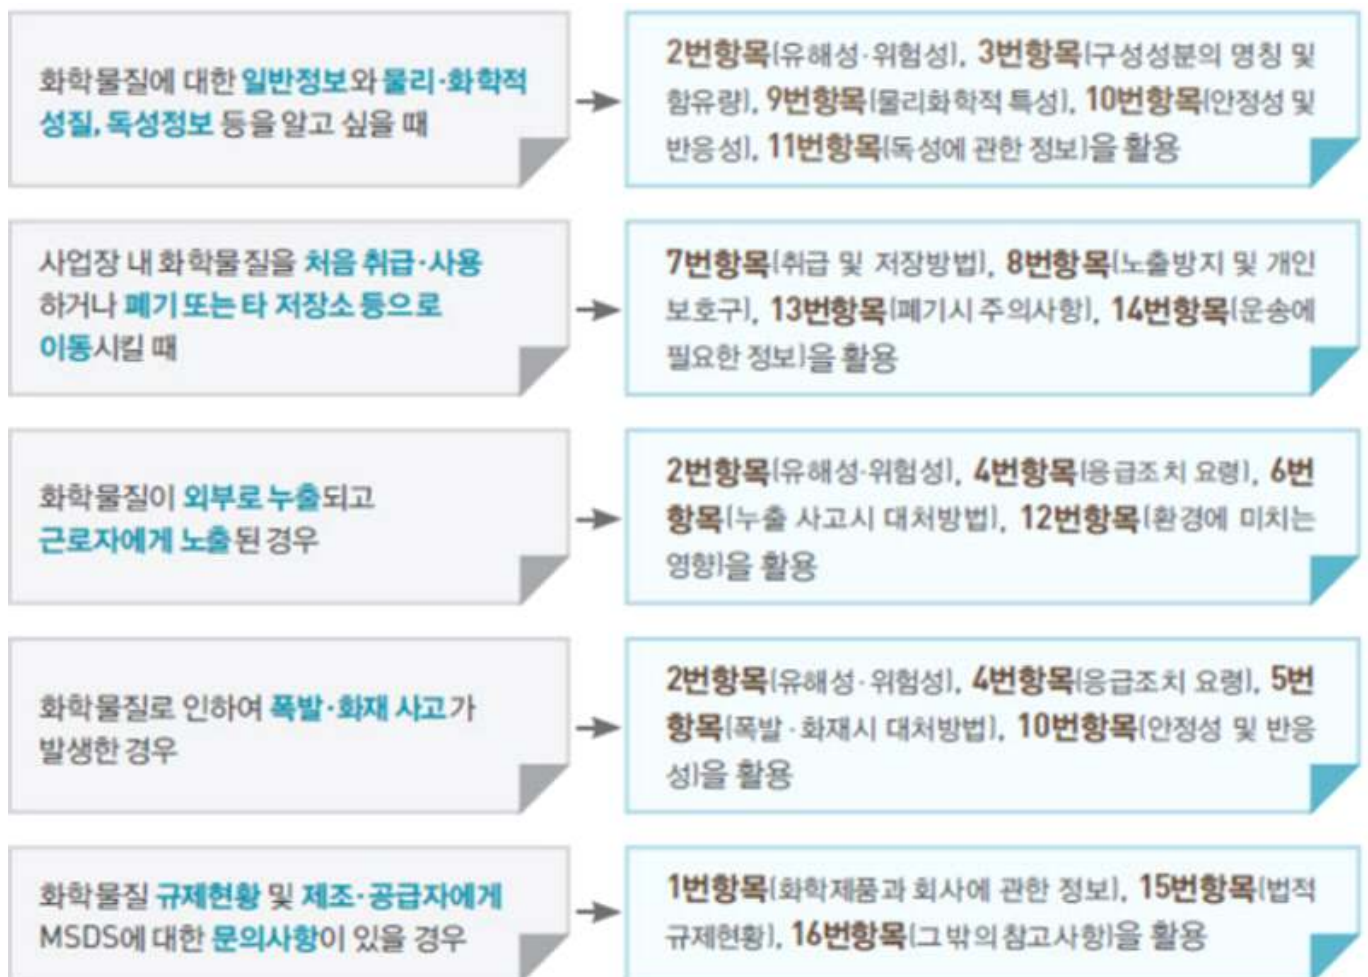 화학물질에 대한 일반정보와 물리·화학적
성질, 독성정보 등을 알고 싶을 때
2번항목(유해성·위험성), 3번항목(구성성분의 명칭 및
함유량), 9번항목(물리화학적 특성), 10번항목(안정성 및
반응성), 11번항목(독성에 관한 정보)을 활용
사업장 내 화학물질을 처음 취급·사용
하거나 폐기 또는 타 저장소 등으로
이동시킬 때
7번항목(취급 및 저장방법), 8번항목(노출방지 및 개인
보호구), 13번항목(폐기시 주의사항), 14번항목(운송에
필요한 정보)을 활용
화학물질이 외부로 누출되고
근로자에게 노출된 경우
2번항목(유해성·위험성), 4번항목(응급조치 요령), 6번
항목(누출 사고시 대처방법), 12번항목(환경에 미치는
영향)을 활용
화학물질로 인하여 폭발·화재 사고가
발생한 경우
2번항목(유해성·위험성), 4번항목(응급조치 요령), 5번
항목(폭발·화재시 대처방법), 10번항목(안정성 및 반응
성)을 활용
화학물질 규제현황 및 제조·공급자에게
MSDS에 대한 문의사항이 있을 경우
1번항목(화학제품과 회사에 관한 정보), 15번항목(법적
규제현황), 16번항목(그 밖의 참고사항)을 활용